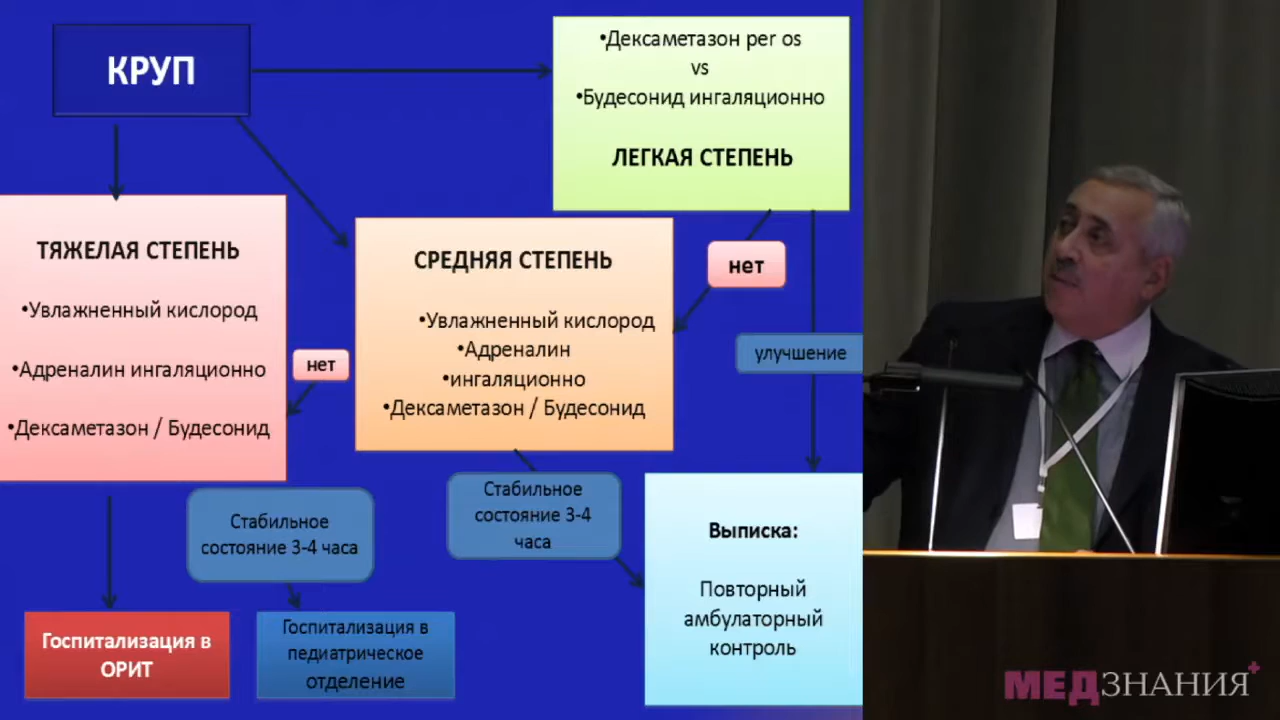 КРУП
•Дексаметазон per os
vs
•Будесонид ингаляционно
ЛЕГКАЯ СТЕПЕНЬ
ТЯЖЕЛАЯ СТЕПЕНЬ
•Увлажненный кислород
•Адреналин ингаляционно
•Дексаметазон / Будесонид
нет
СРЕДНЯЯ СТЕПЕНЬ
•Увлажненный кислород
•Адреналин
•ингаляционно
•Дексаметазон / Будесонид
нет
улучшение
Стабильное
состояние 3-4 часа
Стабильное
состояние 3-4
часа
Выписка:
Повторный
амбулаторный
контроль
Госпитализация в
ОРИТ
Госпитализация в
педиатрическое
отделение
МЕДЗНАНИЯ+